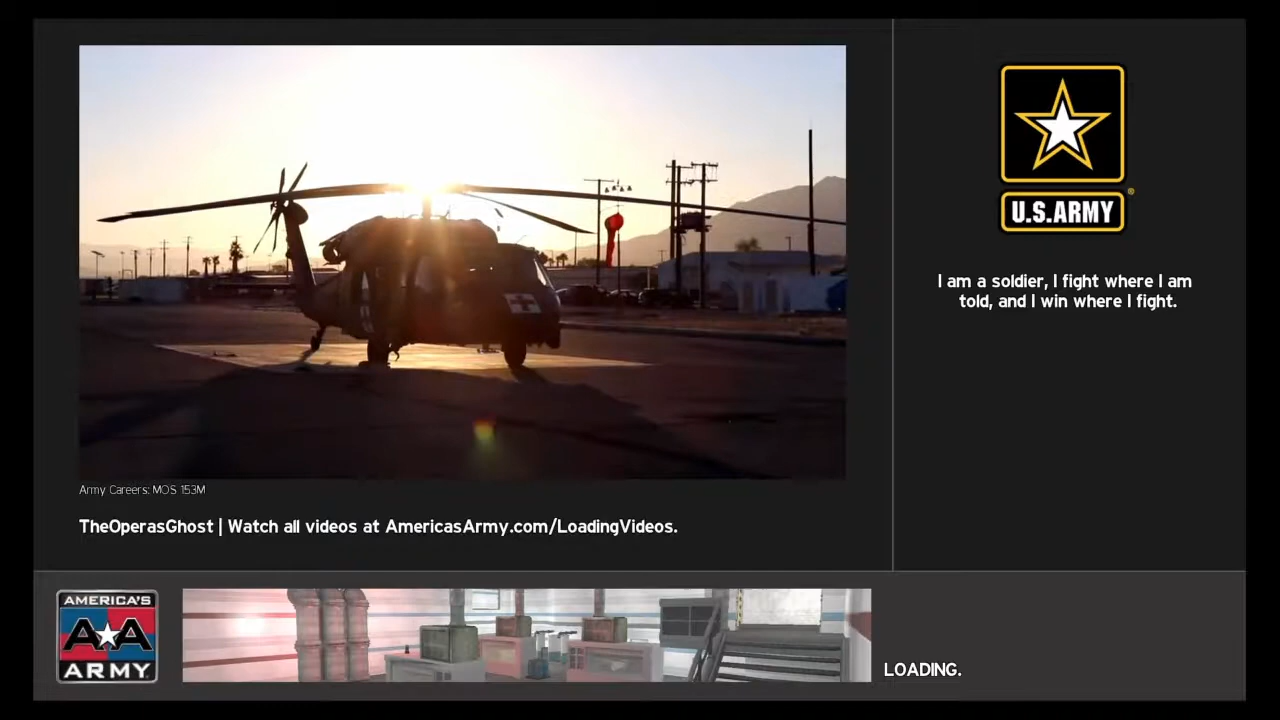 U.S.ARMY
I am a soldier, I fight where I am
told, and I win where I fight.
Army Careers: MOS 153M
TheOperasGhost | Watch all videos at AmericasArmy.com/LoadingVideos.
AMERICA'S
AA
ARMY
LOADING.